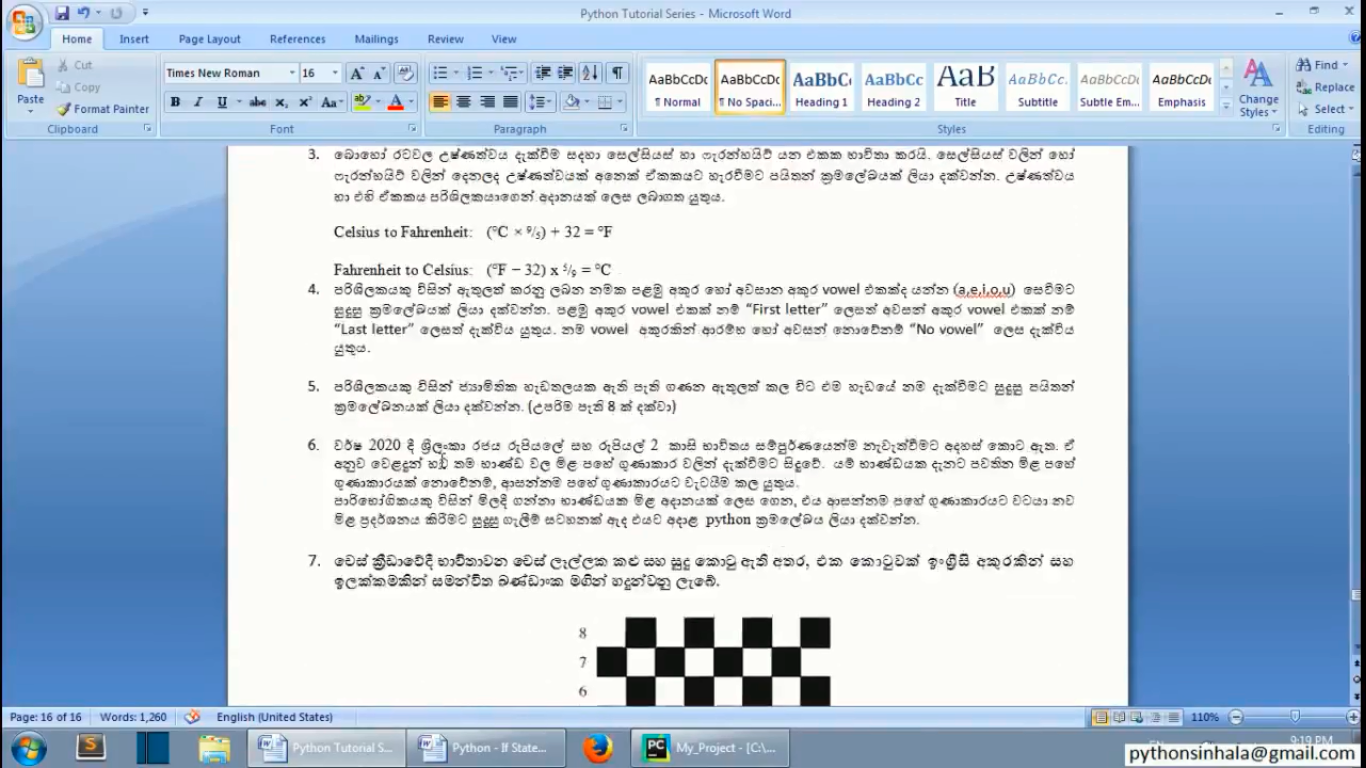 Python Tutorial Series - Microsoft Word
Home Insert Page Layout References Mailings Review View
Cut
Copy
Format Painter
Paste
Times New Roman 16
AaBbCcDc AaBbCcDc AaBbCc AaBbCc AaB AaBbCc. AaBbCcDc AaBbCcDc
¶ Normal ¶ No Spaci... Heading 1 Heading 2 Title Subtitle Subtle Em... Emphasis
Change Styles
Find
Replace
Select
Clipboard Font Paragraph Styles Editing
3. බොහෝ රටවල උෂ්ණත්වය දැක්වීම සදහා සෙල්සියස් හා ෆැරන්හයිට් යන ඒකක භාවිතා කරයි. සෙල්සියස් වලින් හෝ
ෆැරන්හයිට් වලින් දෙනලද උෂ්ණත්වයක් අනෙක් ඒකකයට හැරවීමට පයිතන් ක්‍රමලේඛයක් ලියා දක්වන්න. උෂ්ණත්වය
හා එහි ඒකකය පරිශිලකයාගෙන් අදානයක් ලෙස ලබාගත යුතුය.
Celsius to Fahrenheit: (°C × 9/5) + 32 = °F
Fahrenheit to Celsius: (°F − 32) x 5/9 = °C
4. පරිශිලකයකු විසින් ඇතුලත් කරනු ලබන නමක පළමු අකුර හෝ අවසාන අකුර vowel එකක්ද යන්න (a,e,i,o,u) සෙවීමට
සුදුසු ක්‍රමලේඛයක් ලියා දක්වන්න. පළමු අකුර vowel එකක් නම් “First letter” ලෙසත් අවසන් අකුර vowel එකක් නම්
“Last letter” ලෙසත් දැක්විය යුතුය. නම vowel අකුරකින් ආරම්භ හෝ අවසන් නොවේනම් “No vowel” ලෙස දැක්විය
යුතුය.
5. පරිශිලකයකු විසින් ජ්‍යාමිතික හැඩතලයක ඇති පැති ගණන ඇතුලත් කල විට එම හැඩයේ නම දැක්වීමට සුදුසු පයිතන්
ක්‍රමලේඛනයක් ලියා දක්වන්න. (උපරිම පැති 8 ක් දක්වා)
6. වර්ෂ 2020 දී ශ්‍රීලංකා රජය රුපියලේ සහ රුපියල් 2 කාසි භාවිතය සම්පුර්ණයෙන්ම නැවැත්වීමට අදහස් කොට ඇත. ඒ
අනුව වෙළදුන් හට තම භාණ්ඩ වල මිළ පහේ ගුණාකාර වලින් දැක්වීමට සිදුවේ. යම් භාණ්ඩයක දැනට පවතින මිළ පහේ
ගුණාකාරයක් නොවේනම්, ආසන්නම පහේ ගුණාකාරයට වැටයීම කල යුතුය.
පාරිභෝගිකයකු විසින් මිලදී ගන්නා භාණ්ඩයක මිළ අදානයක් ලෙස ගෙන, එය ආසන්නම පහේ ගුණාකාරයට වටයා නව
මිළ ප්‍රදර්ශනය කිරීමට සුදුසු ගැලීම් සටහනක් ඇද එයට අදාළ python ක්‍රමලේඛය ලියා දක්වන්න.
7. චෙස් ක්‍රීඩාවේදී භාවිතාවන චෙස් ලෑල්ලක කළු සහ සුදු කොටු ඇති අතර, එක කොටුවක් ඉංග්‍රීසි අකුරකින් සහ
ඉලක්කමකින් සමන්විත ඛණ්ඩාංක මගින් හදුන්වනු ලැබේ.
8
7
6
Page: 16 of 16 Words: 1,260 English (United States) 110%
Python Tutorial S... Python - If State... My_Project - [C:\...
9:19 PM
pythonsinhala@gmail.com